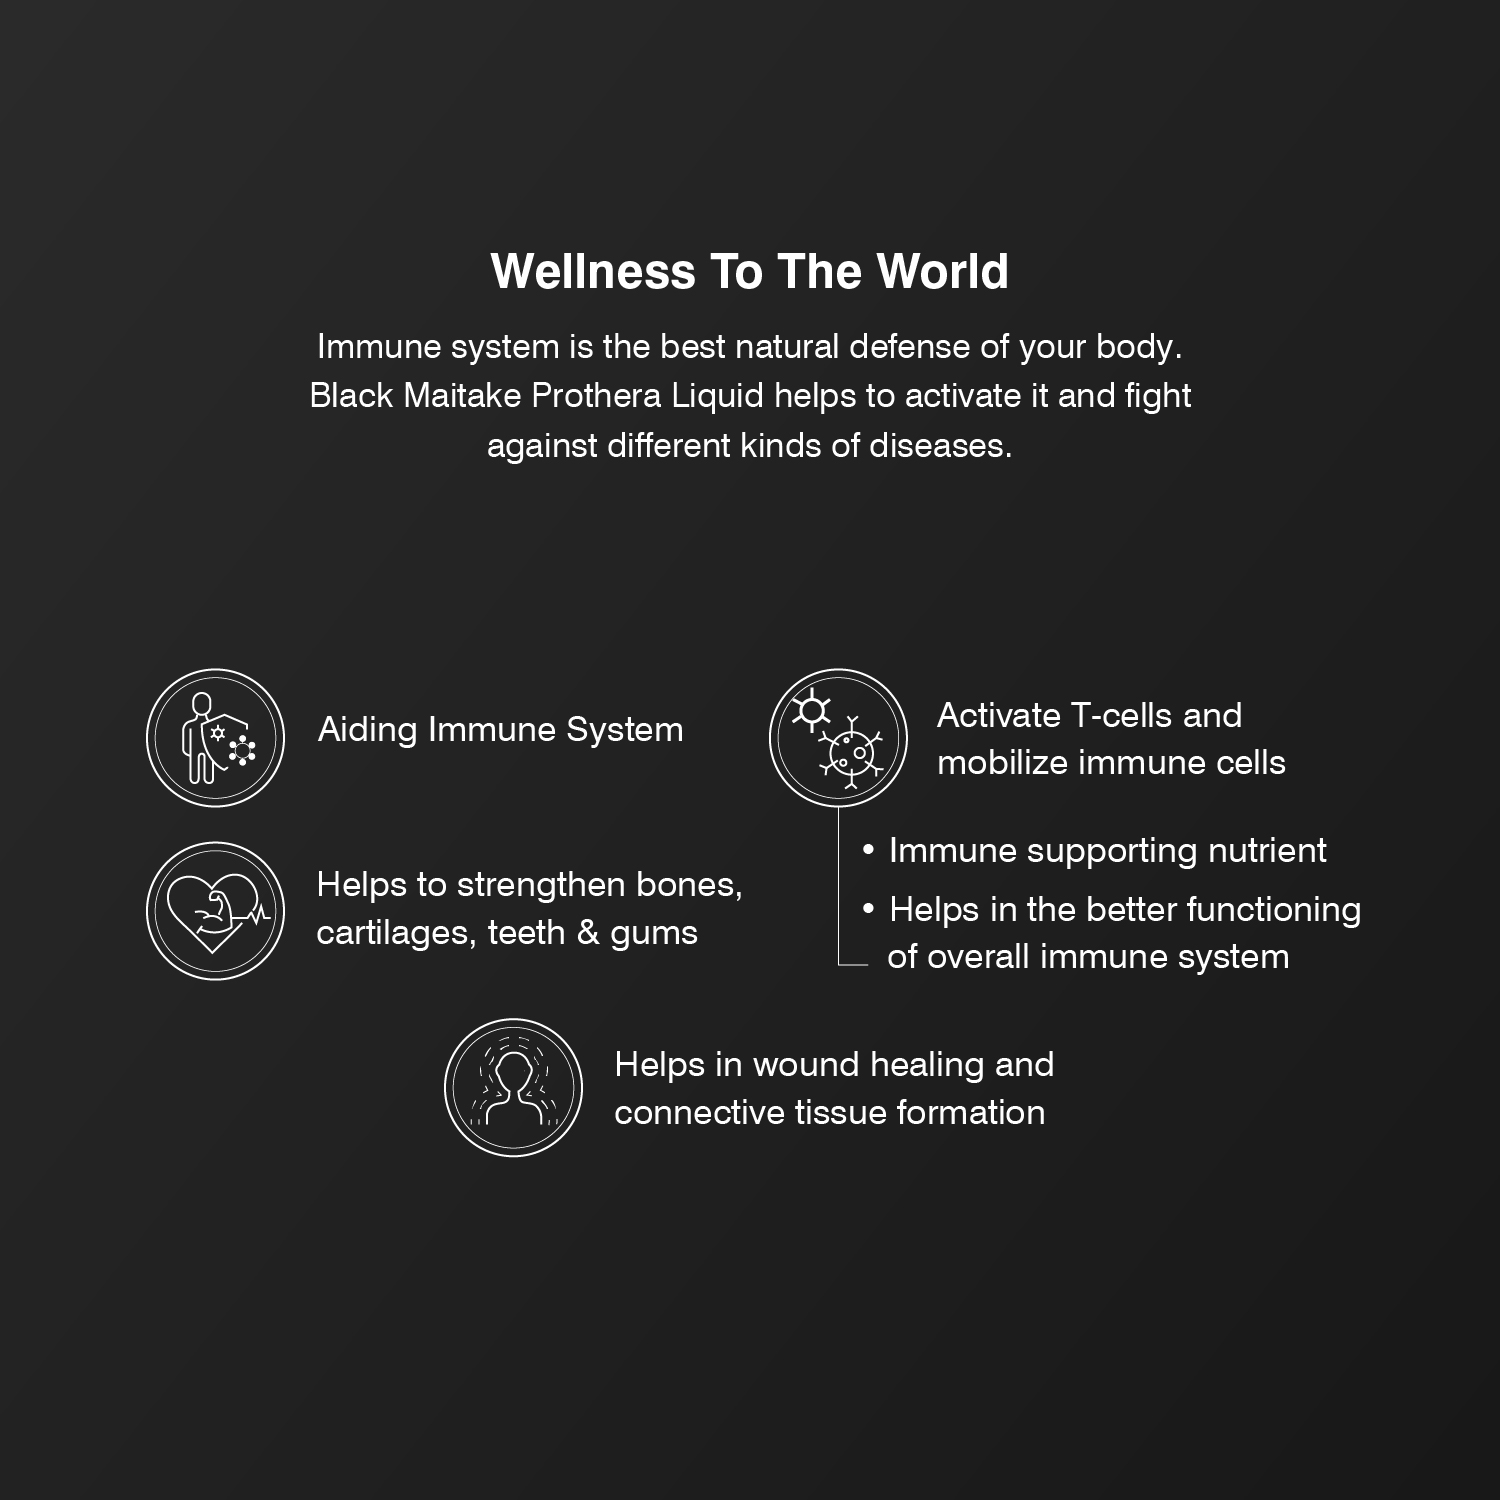 Wellness To The World
Immune system is the best natural defense of your body.
Black Maitake Prothera Liquid helps to activate it and fight
against different kinds of diseases.
Aiding Immune System
Helps to strengthen bones,
cartilages, teeth & gums
Activate T-cells and
mobilize immune cells
• Immune supporting nutrient
• Helps in the better functioning
of overall immune system
Helps in wound healing and
connective tissue formation